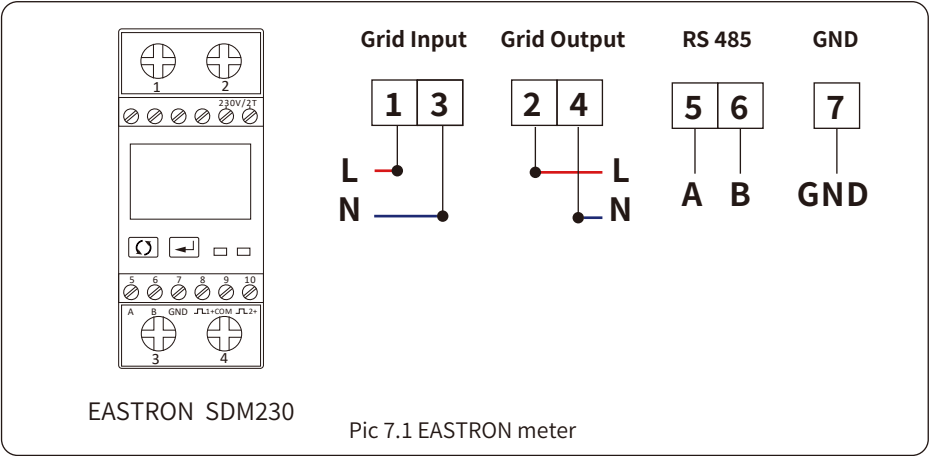 Grid Input Grid Output RS 485 GND
1 2
230V/2T
1 3 2 4 5 6 7
L L
N N
A B GND
5 6 7 8 9 10
A B GND 1+COM 2+
3 4
EASTRON SDM230
Pic 7.1 EASTRON meter